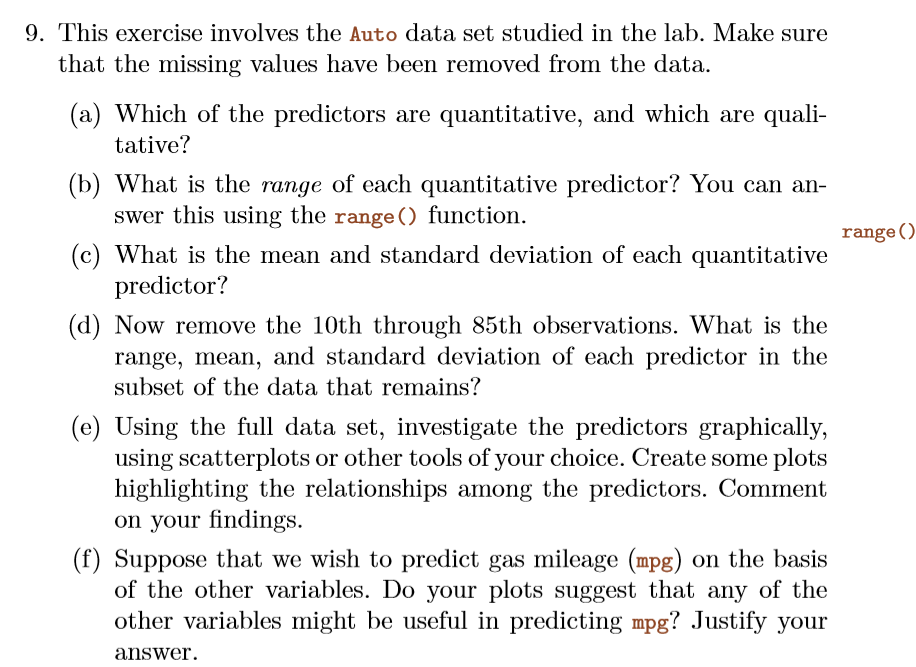 9. This exercise involves the Auto data set studied in the lab. Make sure
that the missing values have been removed from the data.
(a) Which of the predictors are quantitative, and which are quali-
tative?
(b) What is the range of each quantitative predictor? You can an-
swer this using the range() function.
range()
(c) What is the mean and standard deviation of each quantitative
predictor?
(d) Now remove the 10th through 85th observations. What is the
range, mean, and standard deviation of each predictor in the
subset of the data that remains?
(e) Using the full data set, investigate the predictors graphically,
using scatterplots or other tools of your choice. Create some plots
highlighting the relationships among the predictors. Comment
on your findings.
(f) Suppose that we wish to predict gas mileage (mpg) on the basis
of the other variables. Do your plots suggest that any of the
other variables might be useful in predicting mpg? Justify your
answer.